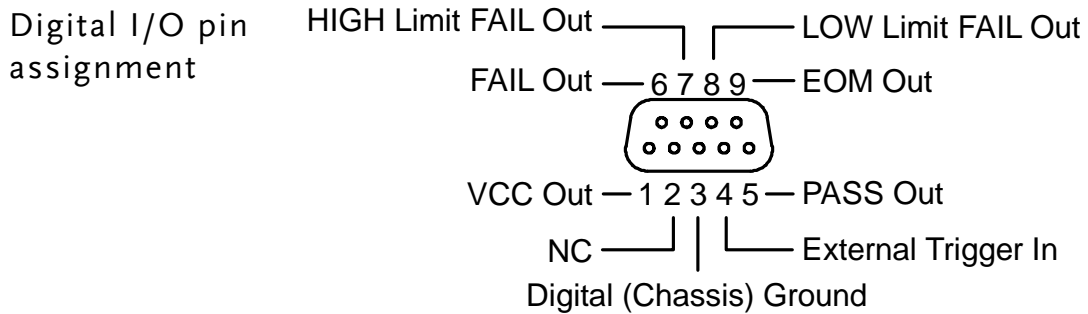 Digital I/O pin
assignment
HIGH Limit FAIL Out
LOW Limit FAIL Out
FAIL Out
6 7 8 9
EOM Out
VCC Out
1 2 3 4 5
PASS Out
NC
External Trigger In
Digital (Chassis) Ground